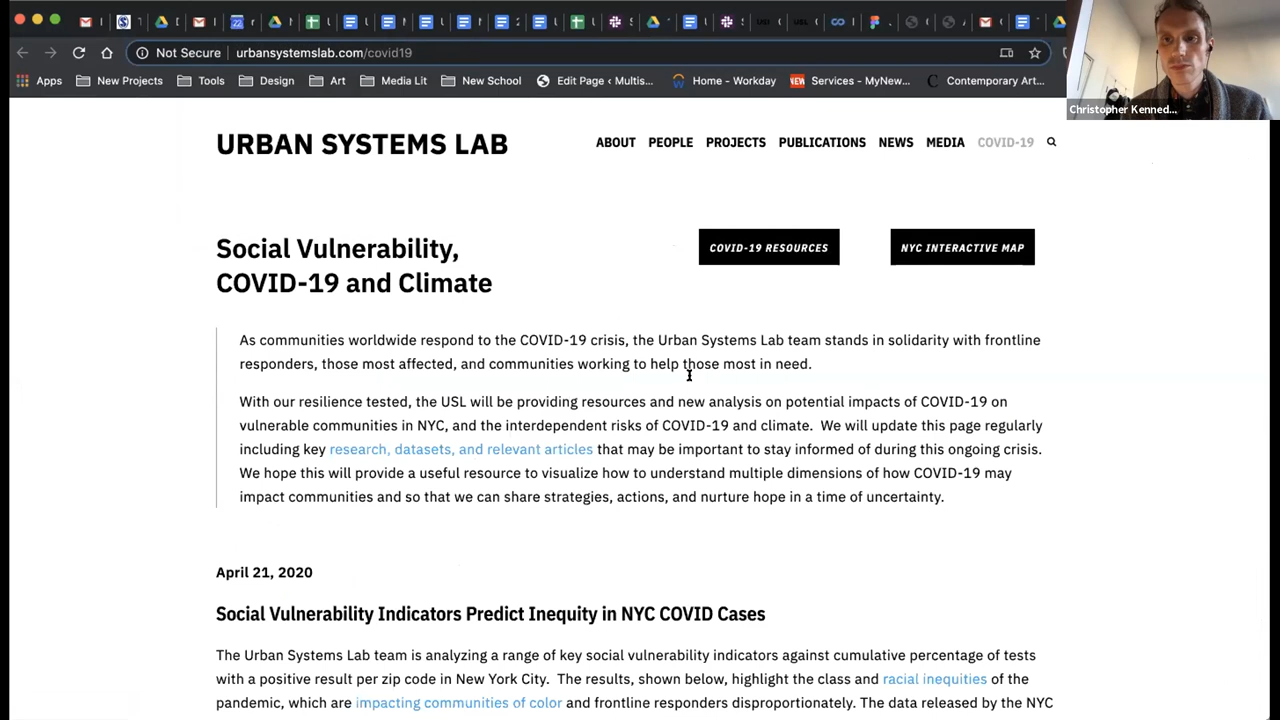 Not Secure urbansystemslab.com/covid19
Apps New Projects Tools Design Art Media Lit New School Edit Page ‹ Multis... Home - Workday Services - MyNew... Contemporary Art...
Christopher Kenned...
URBAN SYSTEMS LAB
ABOUT PEOPLE PROJECTS PUBLICATIONS NEWS MEDIA COVID-19
Social Vulnerability,
COVID-19 and Climate
COVID-19 RESOURCES
NYC INTERACTIVE MAP
As communities worldwide respond to the COVID-19 crisis, the Urban Systems Lab team stands in solidarity with frontline
responders, those most affected, and communities working to help those most in need.
With our resilience tested, the USL will be providing resources and new analysis on potential impacts of COVID-19 on
vulnerable communities in NYC, and the interdependent risks of COVID-19 and climate. We will update this page regularly
including key research, datasets, and relevant articles that may be important to stay informed of during this ongoing crisis.
We hope this will provide a useful resource to visualize how to understand multiple dimensions of how COVID-19 may
impact communities and so that we can share strategies, actions, and nurture hope in a time of uncertainty.
April 21, 2020
Social Vulnerability Indicators Predict Inequity in NYC COVID Cases
The Urban Systems Lab team is analyzing a range of key social vulnerability indicators against cumulative percentage of tests
with a positive result per zip code in New York City. The results, shown below, highlight the class and racial inequities of the
pandemic, which are impacting communities of color and frontline responders disproportionately. The data released by the NYC